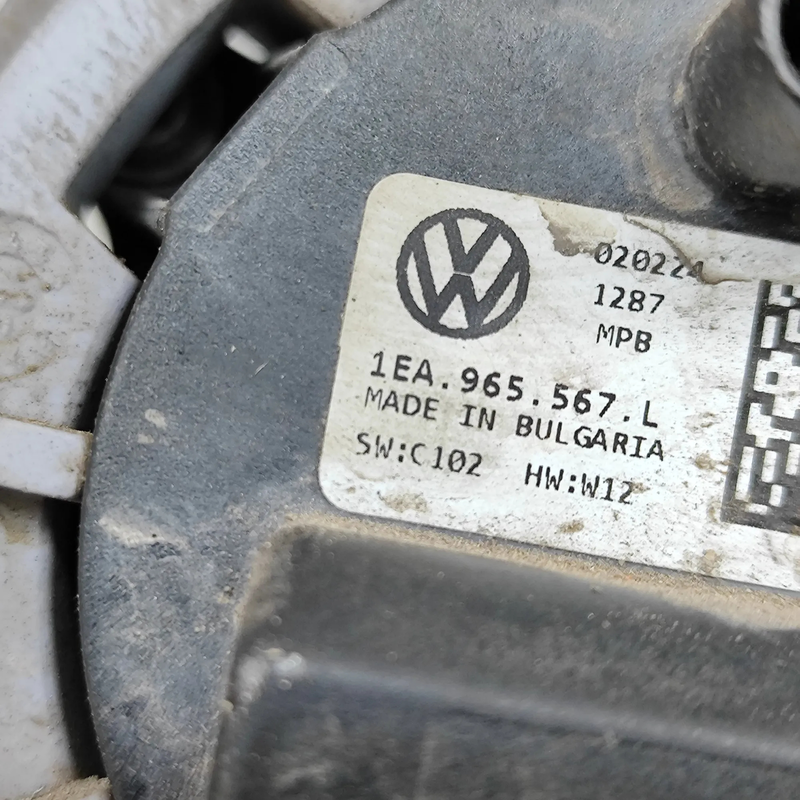 020224
1287
MPB
1EA.965.567.L
MADE IN BULGARIA
SW:C102 HW:W12